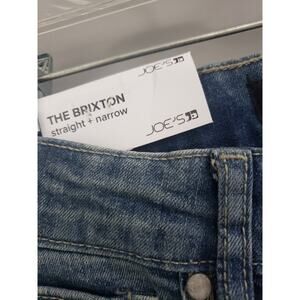 THE BRIXTON
straight + narrow
JOE'S
JOE'S